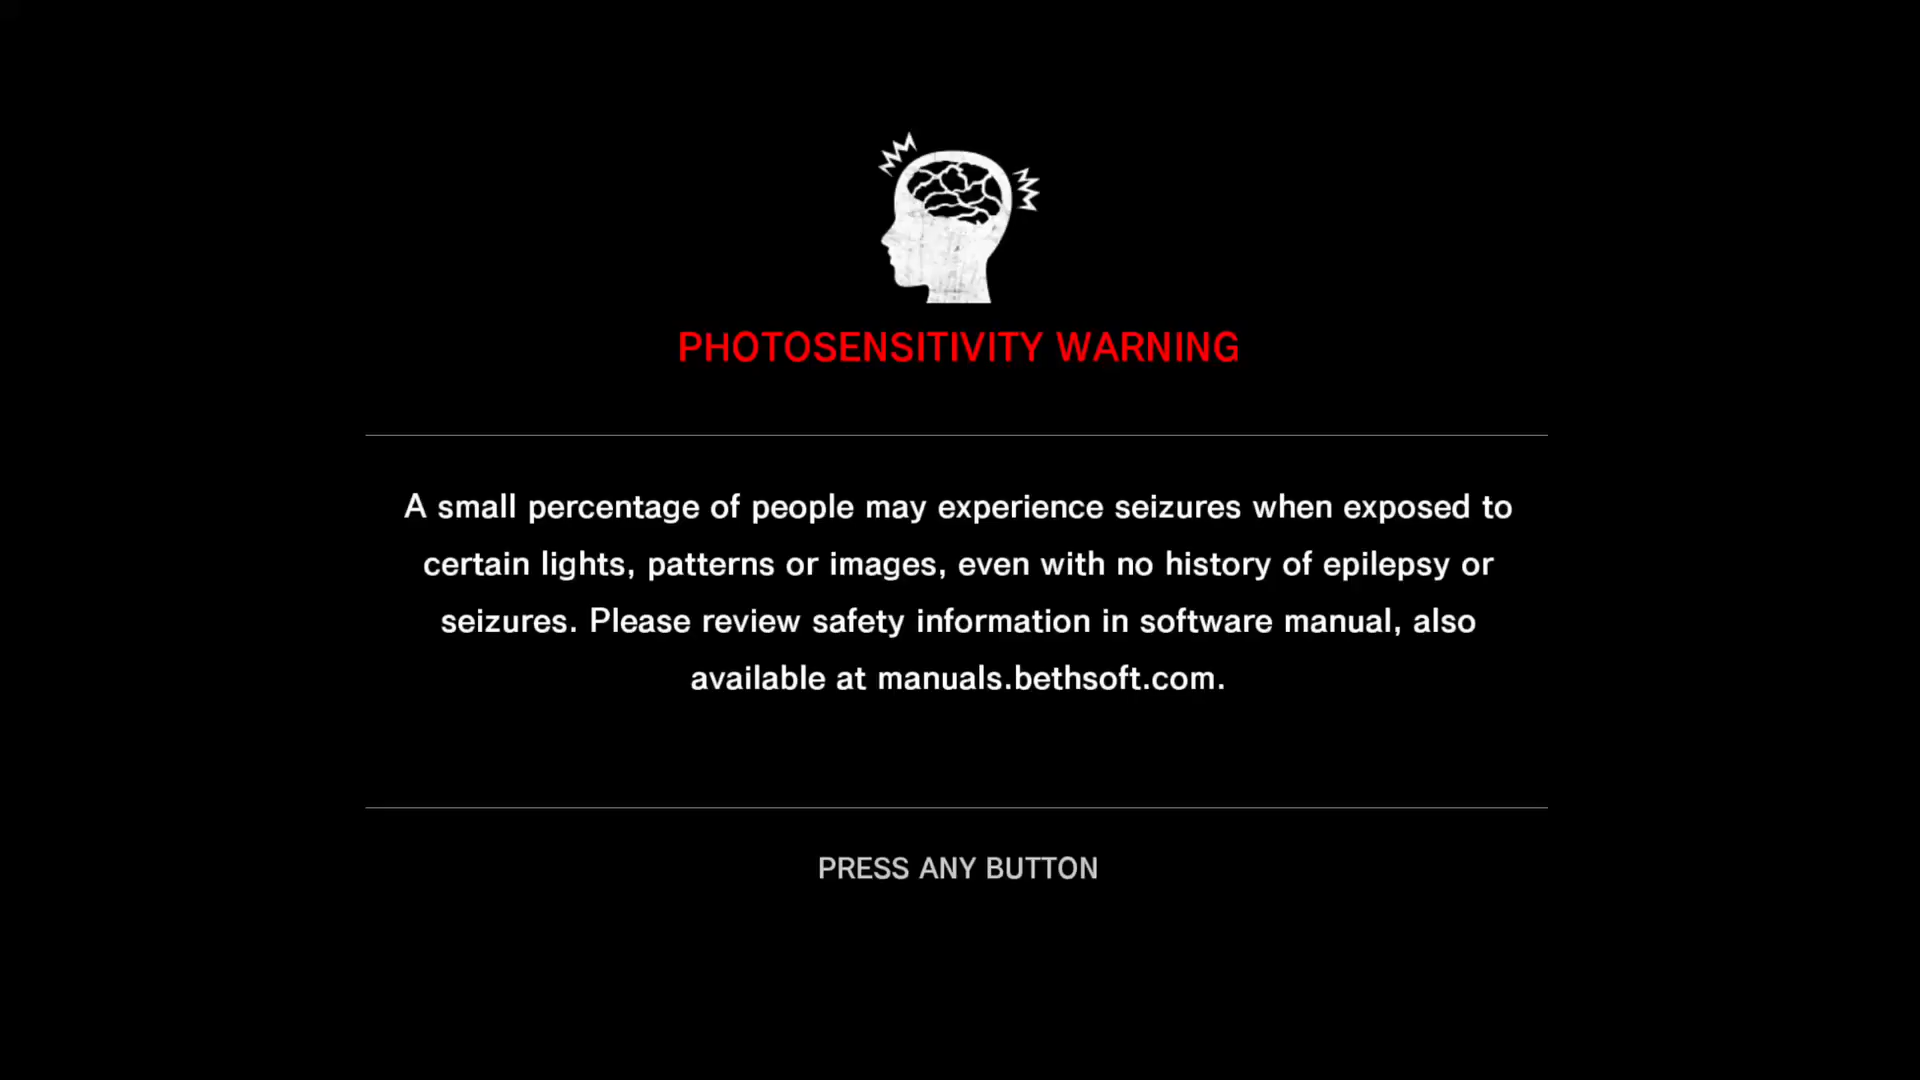 PHOTOSENSITIVITY WARNING
A small percentage of people may experience seizures when exposed to
certain lights, patterns or images, even with no history of epilepsy or
seizures. Please review safety information in software manual, also
available at manuals.bethsoft.com.
PRESS ANY BUTTON